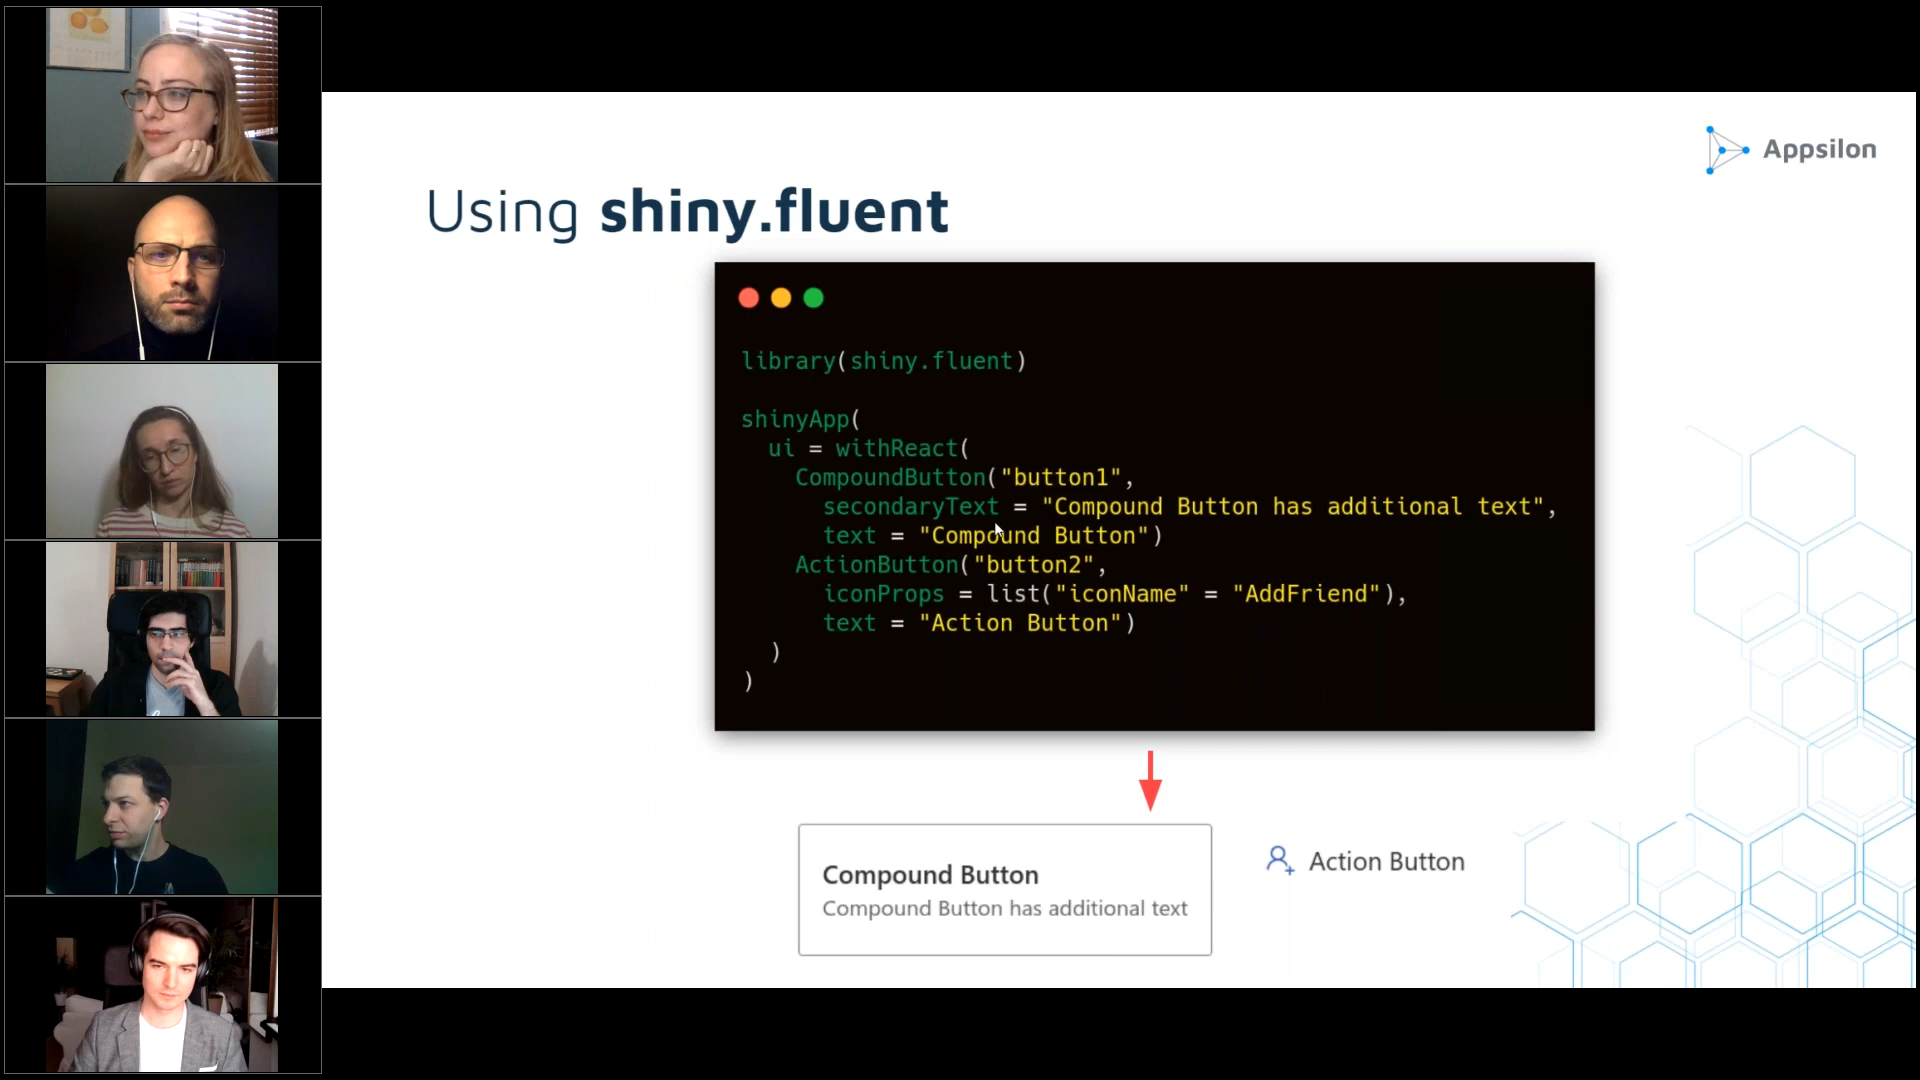 Appsilon
Using shiny.fluent
library(shiny.fluent)
shinyApp(
ui = withReact(
CompoundButton("button1",
secondaryText = "Compound Button has additional text",
text = "Compound Button")
ActionButton("button2",
iconProps = list("iconName" = "AddFriend"),
text = "Action Button")
)
)
Compound Button
Compound Button has additional text
Action Button